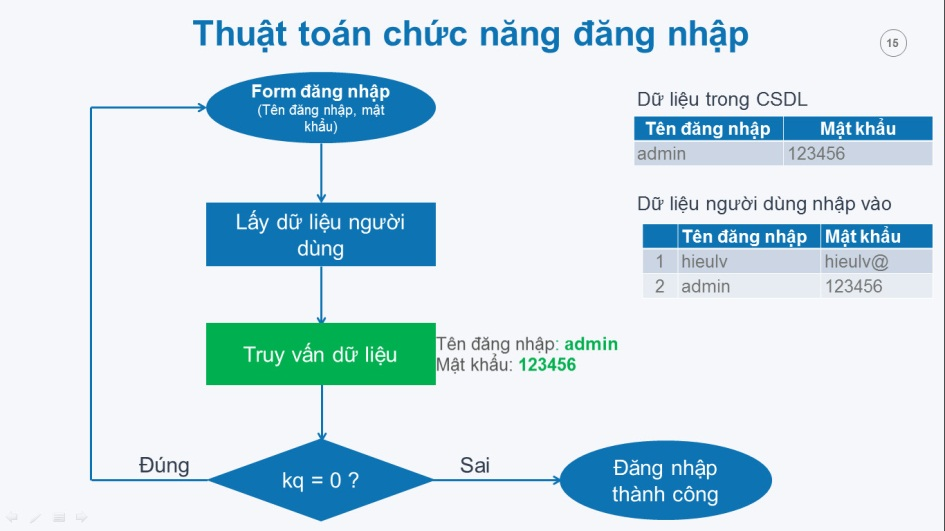 Thuật toán chức năng đăng nhập
15
Form đăng nhập
(Tên đăng nhập, mật
khẩu)
Lấy dữ liệu người
dùng
Truy vấn dữ liệu
Tên đăng nhập: admin
Mật khẩu: 123456
kq = 0 ?
Đúng
Sai
Đăng nhập
thành công
Dữ liệu trong CSDL
Tên đăng nhập Mật khẩu
admin 123456
Dữ liệu người dùng nhập vào
Tên đăng nhập Mật khẩu
1 hieulv hieulv@
2 admin 123456